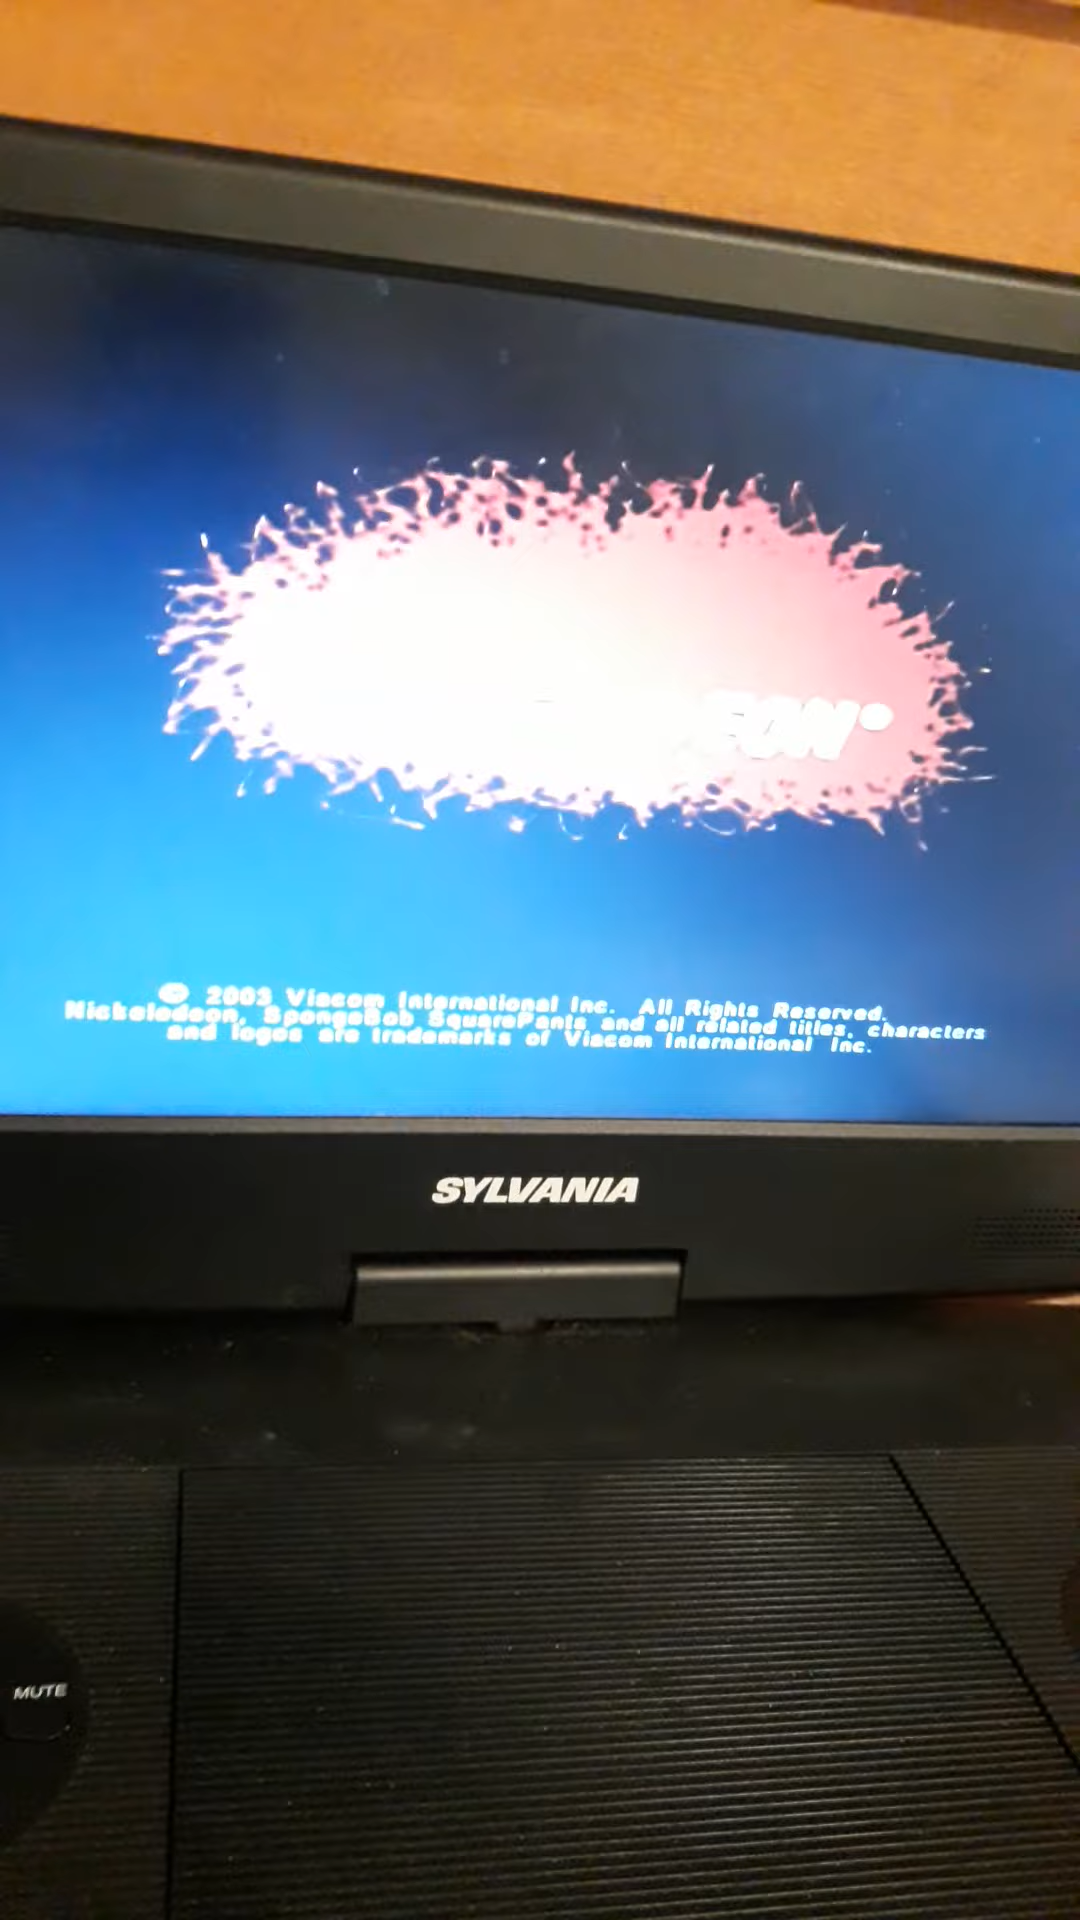 EON
© 2003 Viacom International Inc. All Rights Reserved.
Nickelodeon, SpongeBob SquarePants and all related titles, characters
and logos are trademarks of Viacom International Inc.
SYLVANIA
MUTE